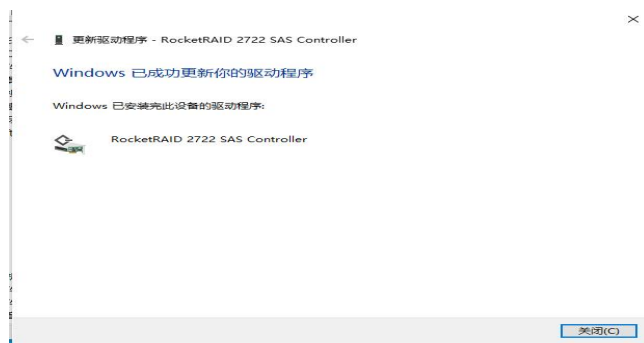 更新驱动程序 - RocketRAID 2722 SAS Controller
Windows 已成功更新你的驱动程序
Windows 已安装完此设备的驱动程序:
RocketRAID 2722 SAS Controller
关闭(C)